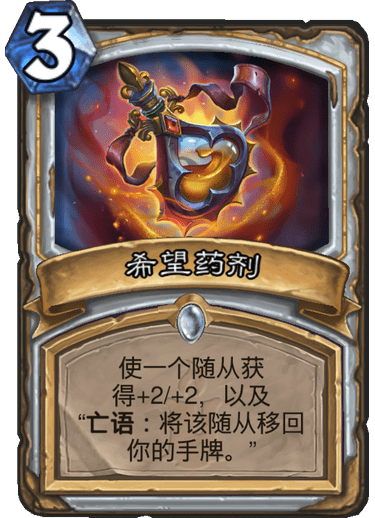 3
希望药剂
使一个随从获
得+2/+2，以及
“亡语：将该随从移回
你的手牌。”